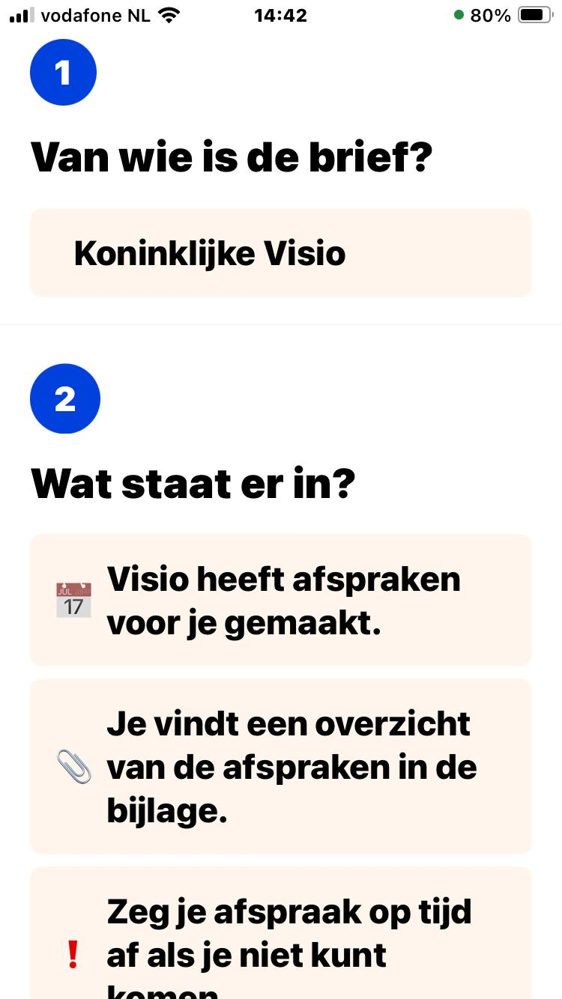 vodafone NL 14:42 80%
1
Van wie is de brief?
Koninklijke Visio
2
Wat staat er in?
JUL
17
Visio heeft afspraken
voor je gemaakt.
Je vindt een overzicht
van de afspraken in de
bijlage.
❗ Zeg je afspraak op tijd
af als je niet kunt
komen